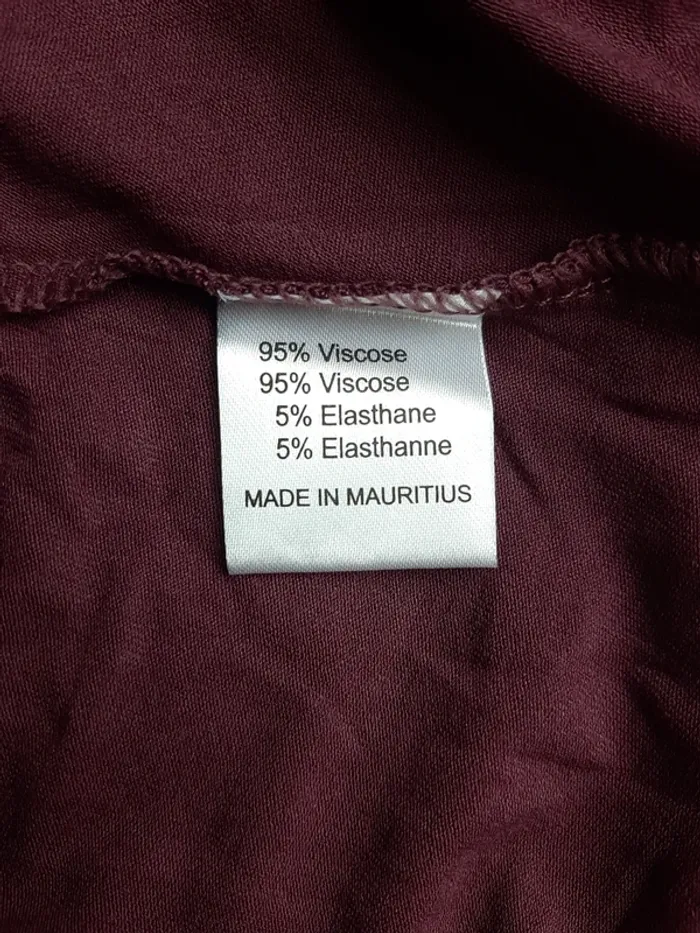 95% Viscose
95% Viscose
5% Elasthane
5% Elasthanne
MADE IN MAURITIUS